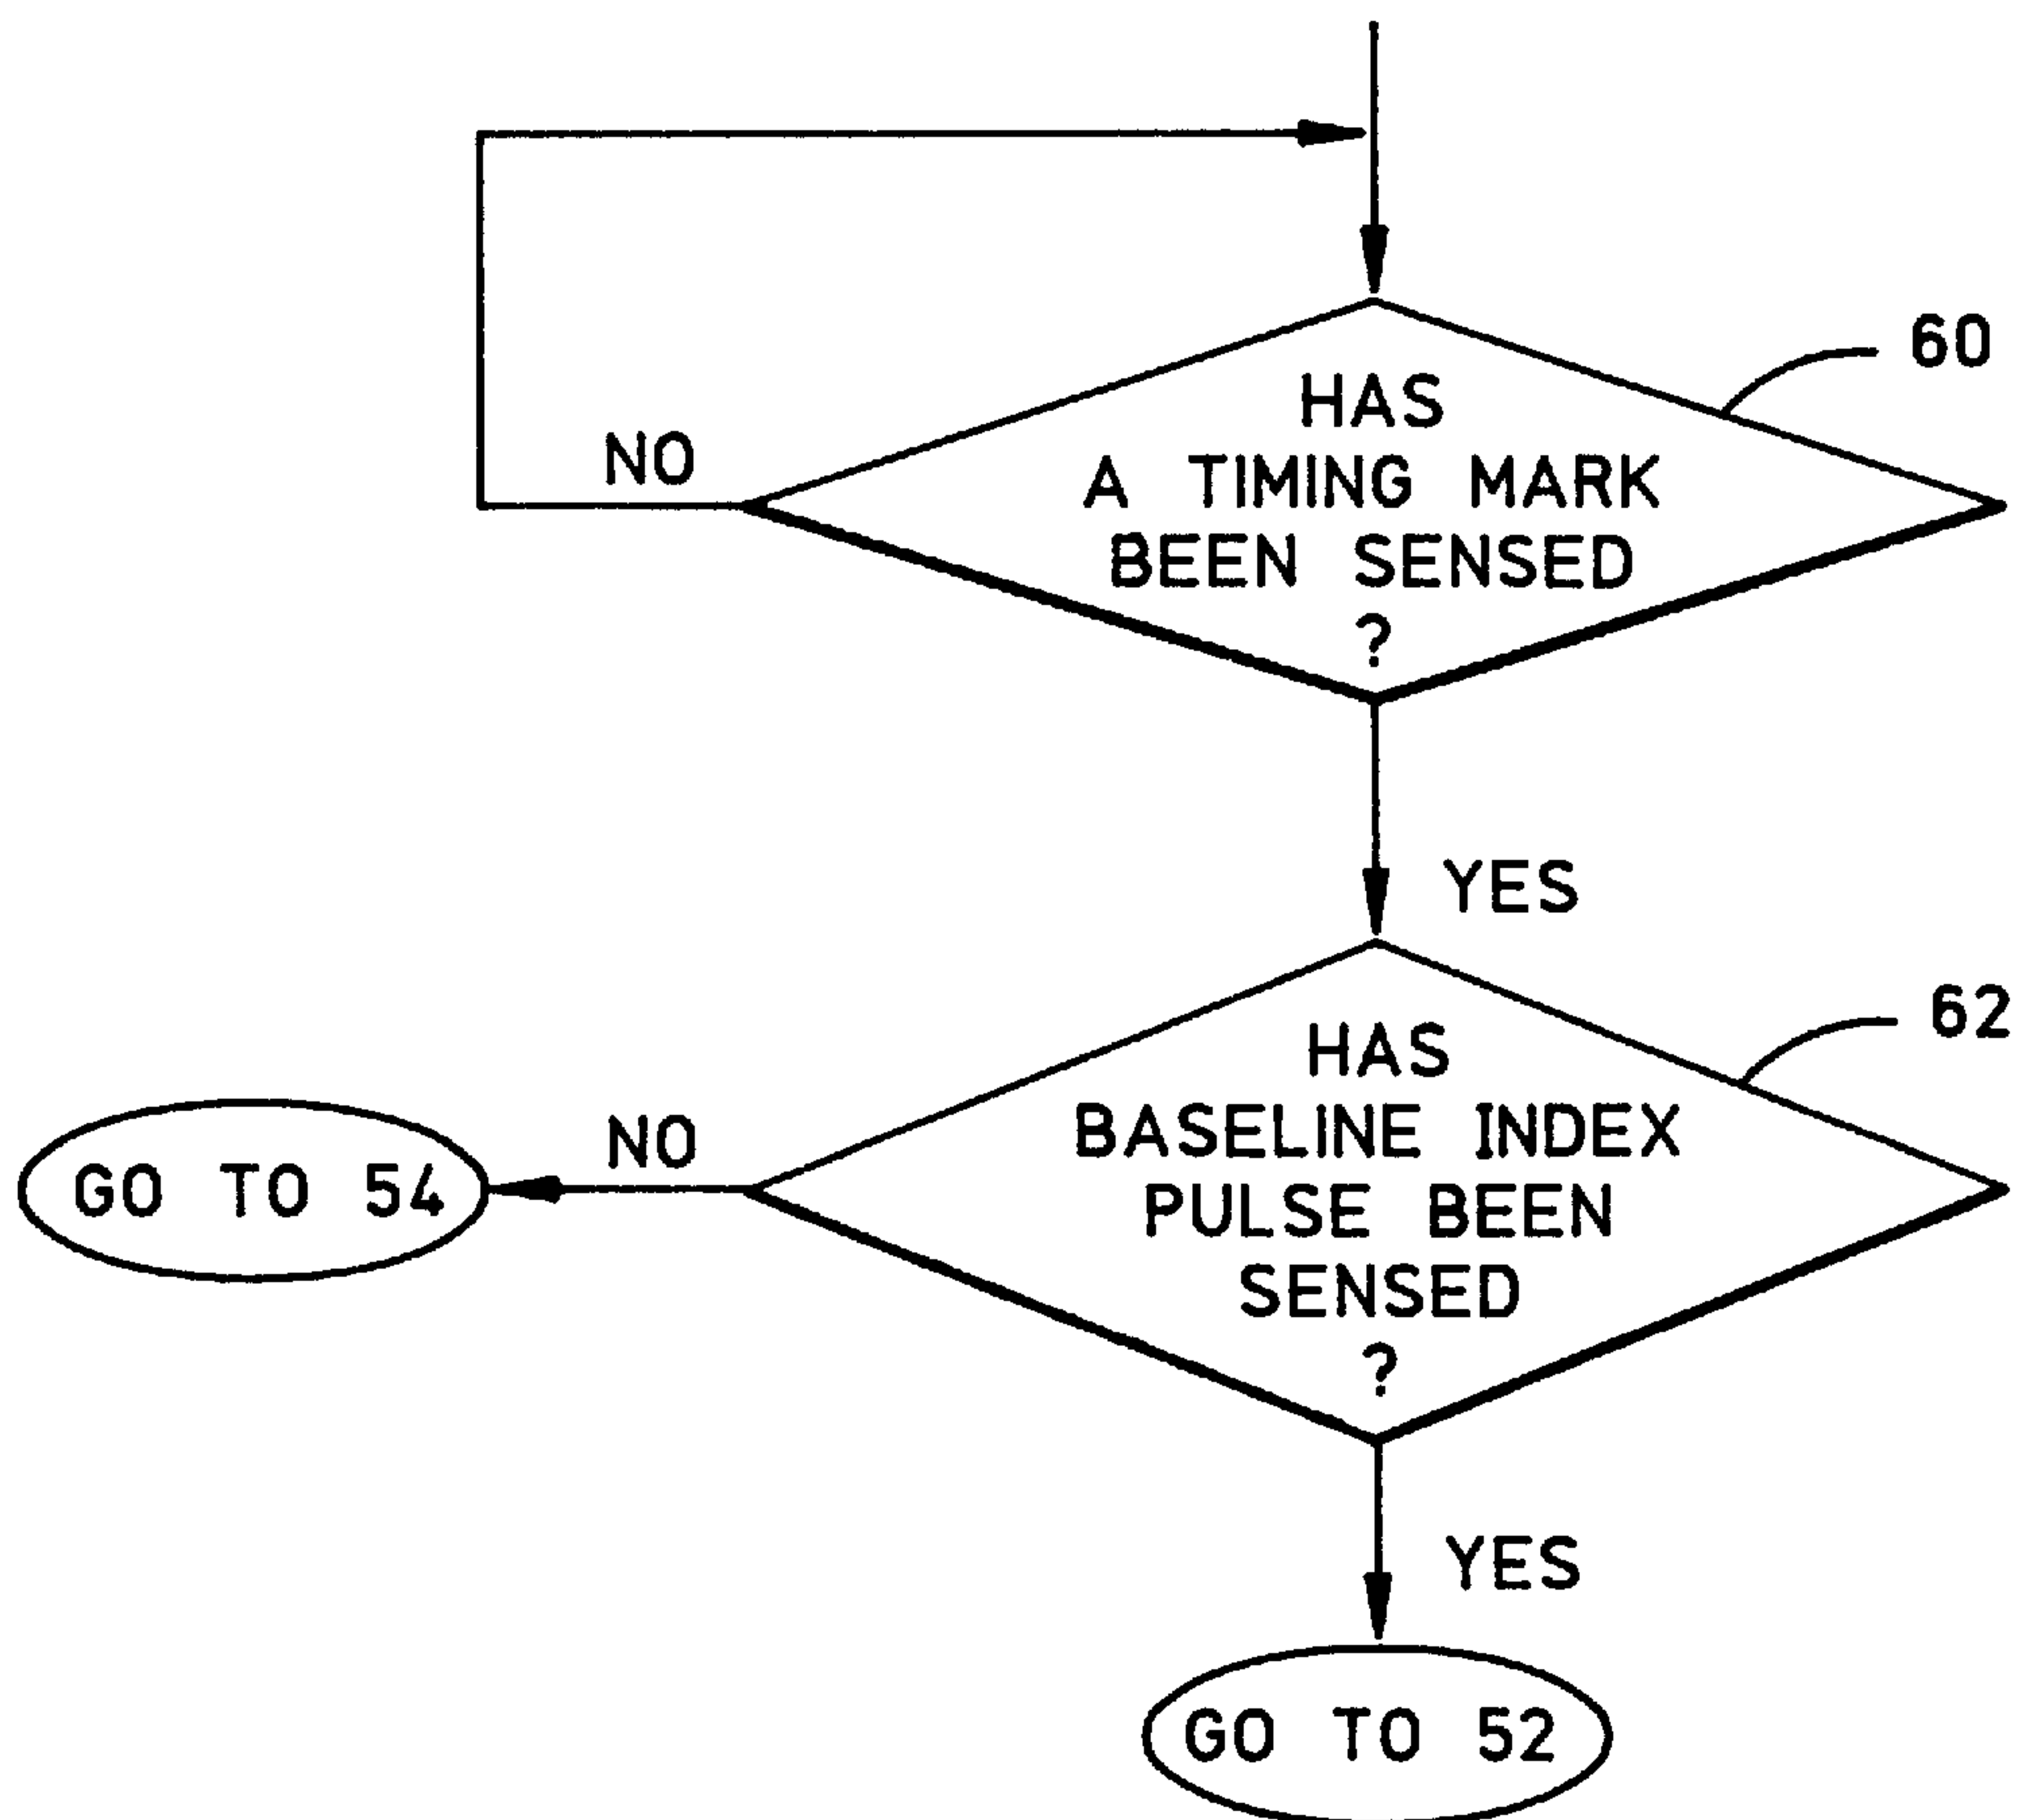 60
HAS
A TIMING MARK
BEEN SENSED
?
NO
YES
62
HAS
BASELINE INDEX
PULSE BEEN
SENSED
?
NO
GO TO 54
YES
GO TO 52